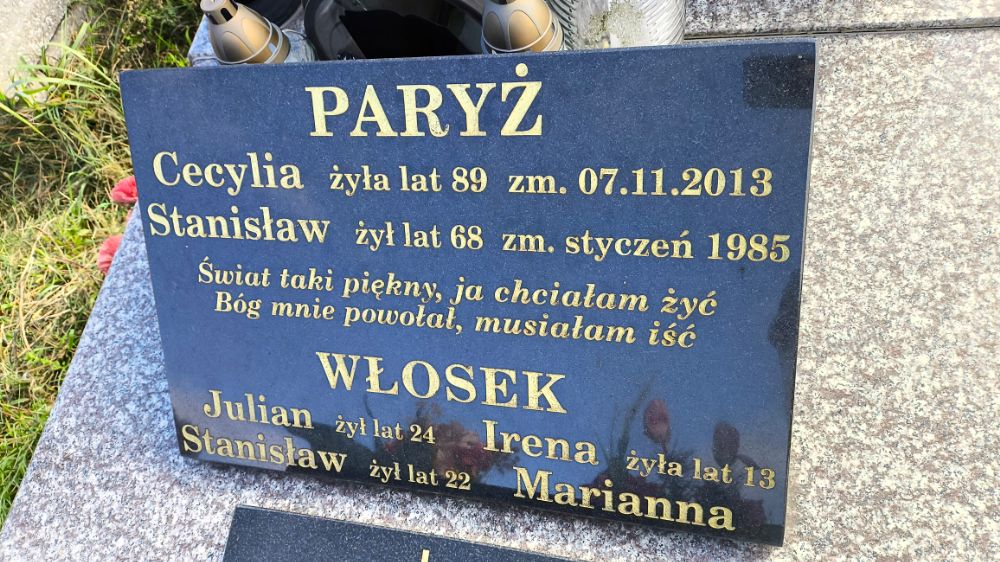 PARYŻ
Cecylia żyła lat 89 zm. 07.11.2013
Stanisław żył lat 68 zm. styczeń 1985
Świat taki piękny, ja chciałam żyć
Bóg mnie powołał, musiałam iść
WŁOSEK
Julian żył lat 24 Irena żyła lat 13
Stanisław żył lat 22 Marianna